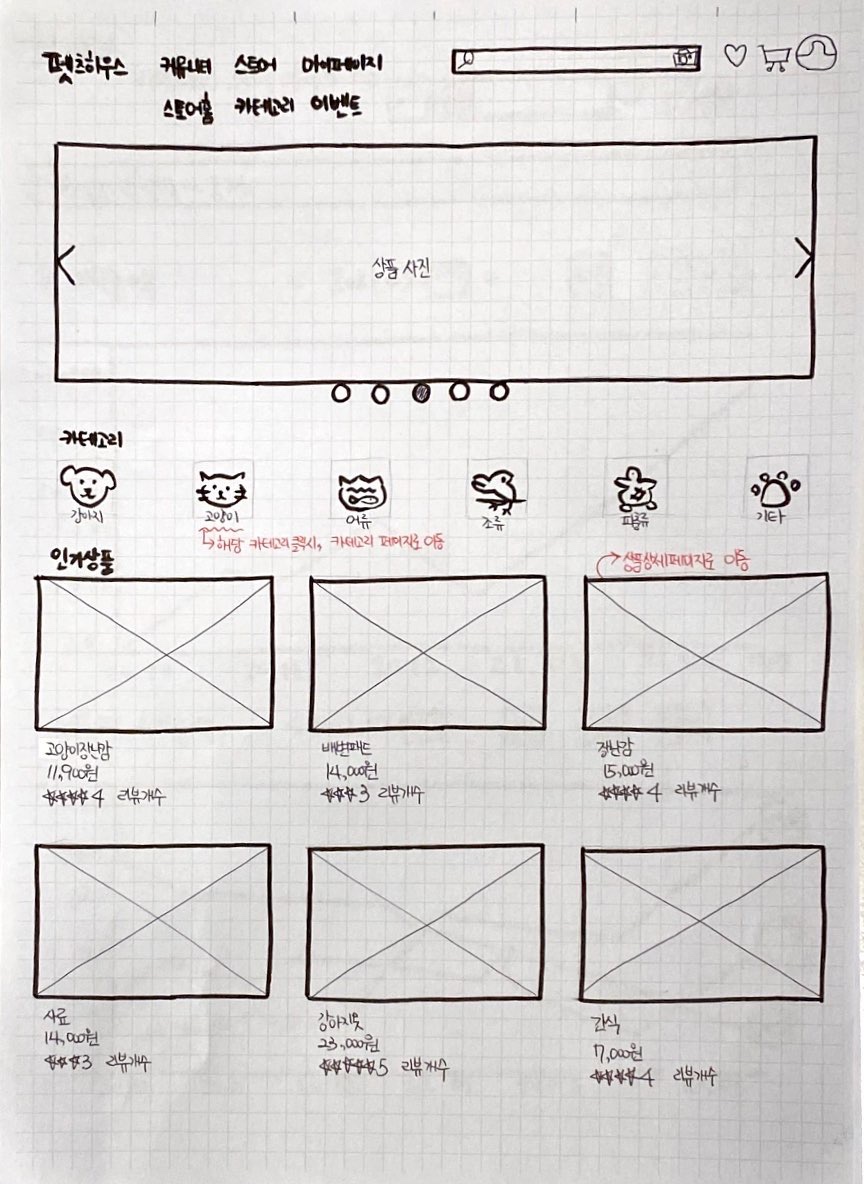 펫츠하우스 커뮤니티 스토어 마이페이지
스토어홈 카테고리 이벤트
상품 사진
카테고리
강아지 고양이 어류 조류 파충류 기타
해당 카테고리 클릭시, 카테고리 페이지로 이동
인기상품
상품상세페이지로 이동
고양이장난감
11,900원
4 리뷰개수
배변패드
14,000원
3 리뷰개수
장난감
15,000원
4 리뷰개수
사료
14,000원
3 리뷰개수
강아지옷
23,000원
5 리뷰개수
간식
7,000원
4 리뷰개수